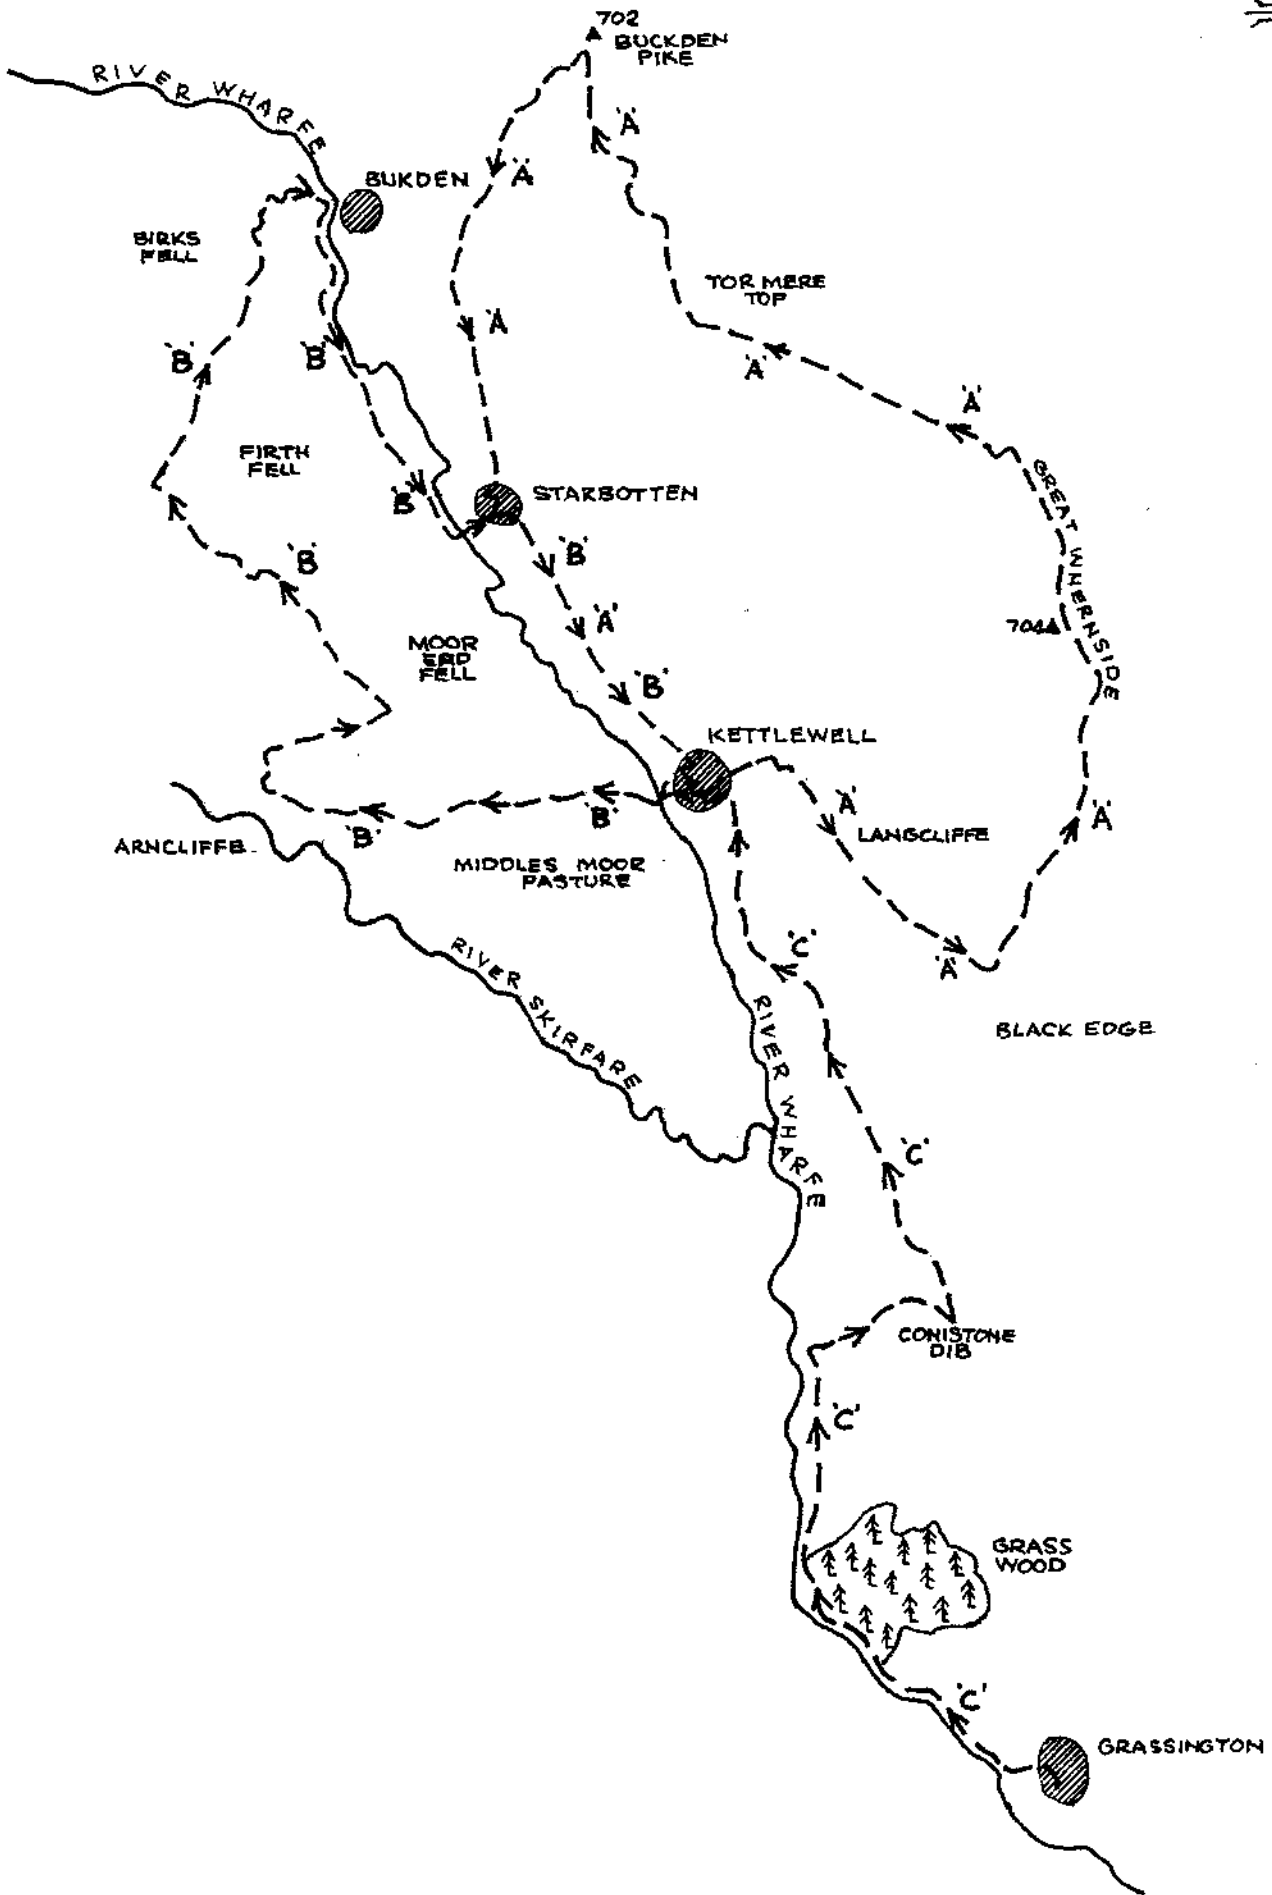 702
BUCKDEN
PIKE
RIVER WHARFE
'A'
'A'
BUKDEN
BIRKS
FELL
TOR MERE
TOP
'A'
'B'
'B'
'A'
'A'
FIRTH
FELL
GREAT WHERNSIDE
STARBOTTEN
'B'
'B'
'B'
'A'
704
MOOR
END
FELL
'B'
KETTLEWELL
'B'
'B'
'A'
LANGCLIFFE
'A'
ARNCLIFFE
MIDDLES MOOR
PASTURE
RIVER SKIRFARE
'C'
'A'
RIVER WHARFE
BLACK EDGE
'C'
CONISTONE
DIB
'C'
GRASS
WOOD
'C'
GRASSINGTON